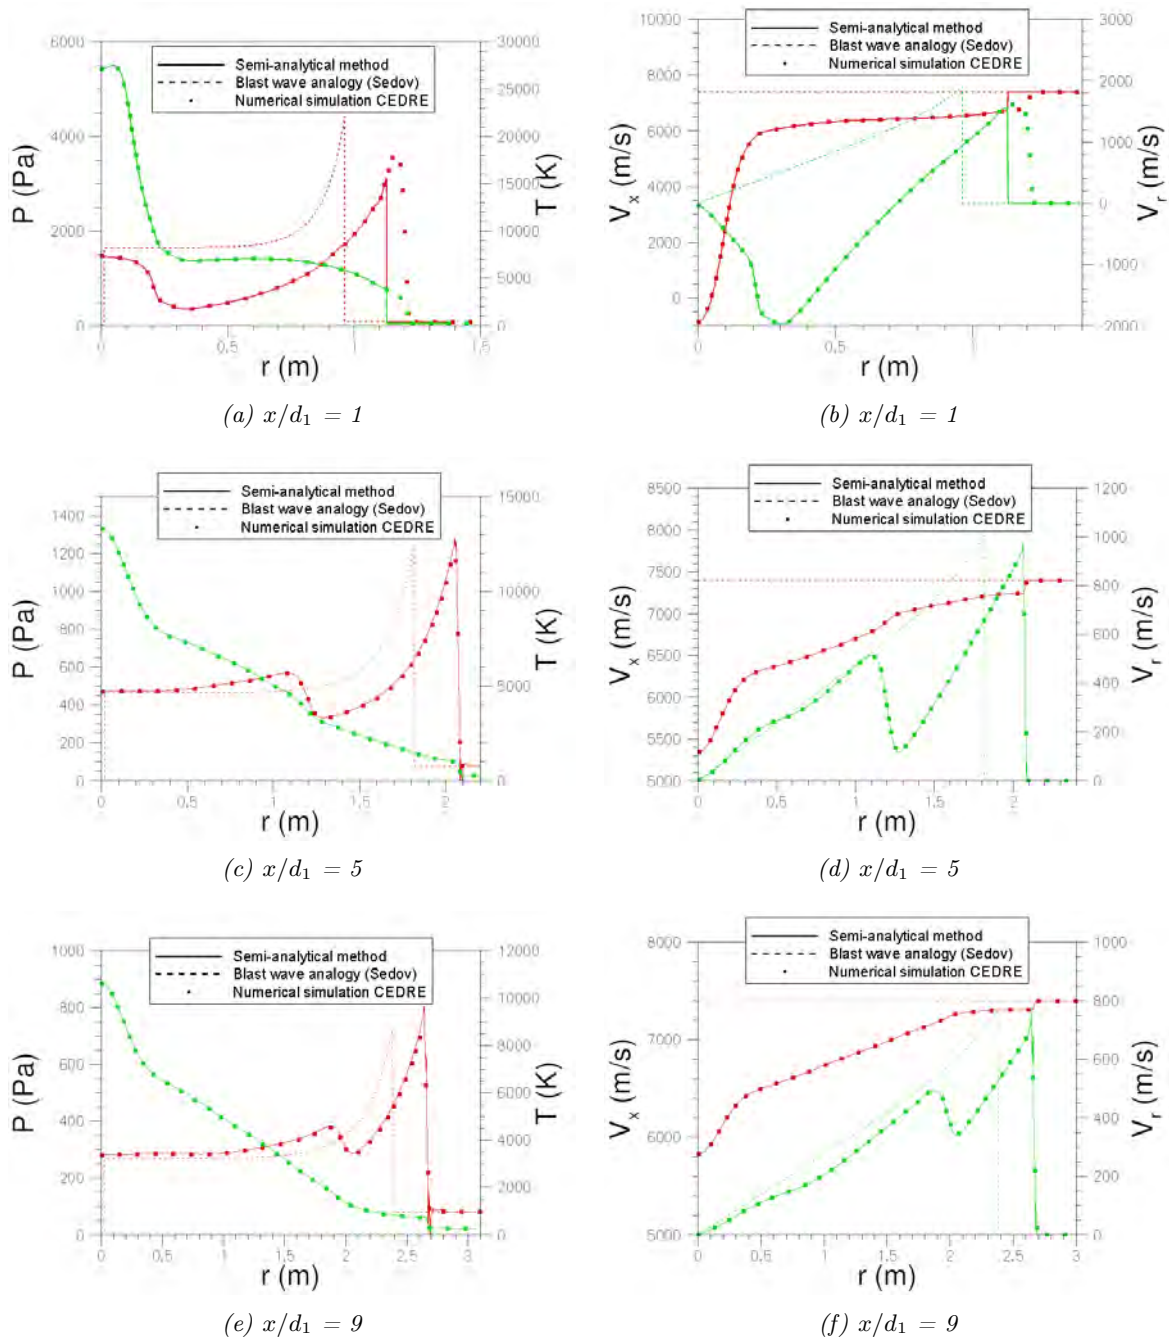 Semi-analytical method
Blast wave analogy (Sedov)
Numerical simulation CEDRE
6000
4000
2000
0
P (Pa)
30000
25000
20000
15000
10000
5000
0
T (K)
0 0.5 1 1.5
r (m)
(a) x/d1 = 1
Semi-analytical method
Blast wave analogy (Sedov)
Numerical simulation CEDRE
10000
8000
6000
4000
2000
0
Vx (m/s)
3000
2000
1000
0
-1000
-2000
Vr (m/s)
0 0.5 1
r (m)
(b) x/d1 = 1
Semi-analytical method
Blast wave analogy (Sedov)
Numerical simulation CEDRE
1400
1200
1000
800
600
400
200
0
P (Pa)
15000
10000
5000
0
T (K)
0 0.5 1 1.5 2
r (m)
(c) x/d1 = 5
Semi-analytical method
Blast wave analogy (Sedov)
Numerical simulation CEDRE
8500
8000
7500
7000
6500
6000
5500
5000
Vx (m/s)
1200
1000
800
600
400
200
0
Vr (m/s)
0 0.5 1 1.5 2
r (m)
(d) x/d1 = 5
Semi-analytical method
Blast wave analogy (Sedov)
Numerical simulation CEDRE
1000
800
600
400
200
0
P (Pa)
12000
10000
8000
6000
4000
2000
0
T (K)
0 0.5 1 1.5 2 2.5 3
r (m)
(e) x/d1 = 9
Semi-analytical method
Blast wave analogy (Sedov)
Numerical simulation CEDRE
8000
7000
6000
5000
Vx (m/s)
1000
800
600
400
200
0
Vr (m/s)
0 0.5 1 1.5 2 2.5 3
r (m)
(f) x/d1 = 9